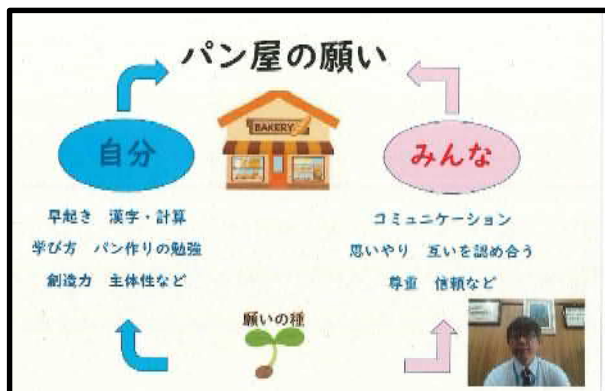 パン屋の願い
BAKERY
自分
みんな
早起き 漢字・計算
学び方 パン作りの勉強
創造力 主体性など
コミュニケーション
思いやり 互いを認め合う
尊重 信頼など
願いの種